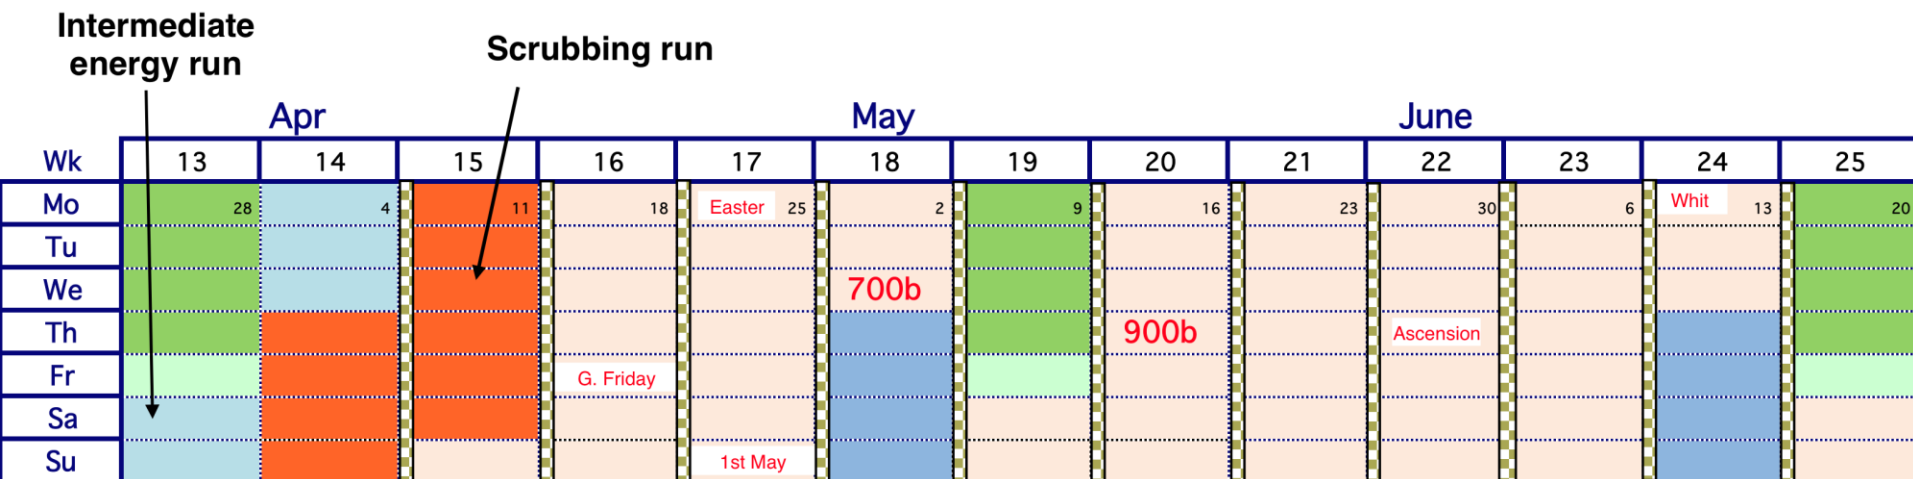 Intermediate
energy run
Scrubbing run
Apr May June
Wk 13 14 15 16 17 18 19 20 21 22 23 24 25
Mo 28 4 11 18 Easter 25 2 9 16 23 30 6 Whit 13 20
Tu
We 700b
Th 900b Ascension
Fr G. Friday
Sa
Su 1st May